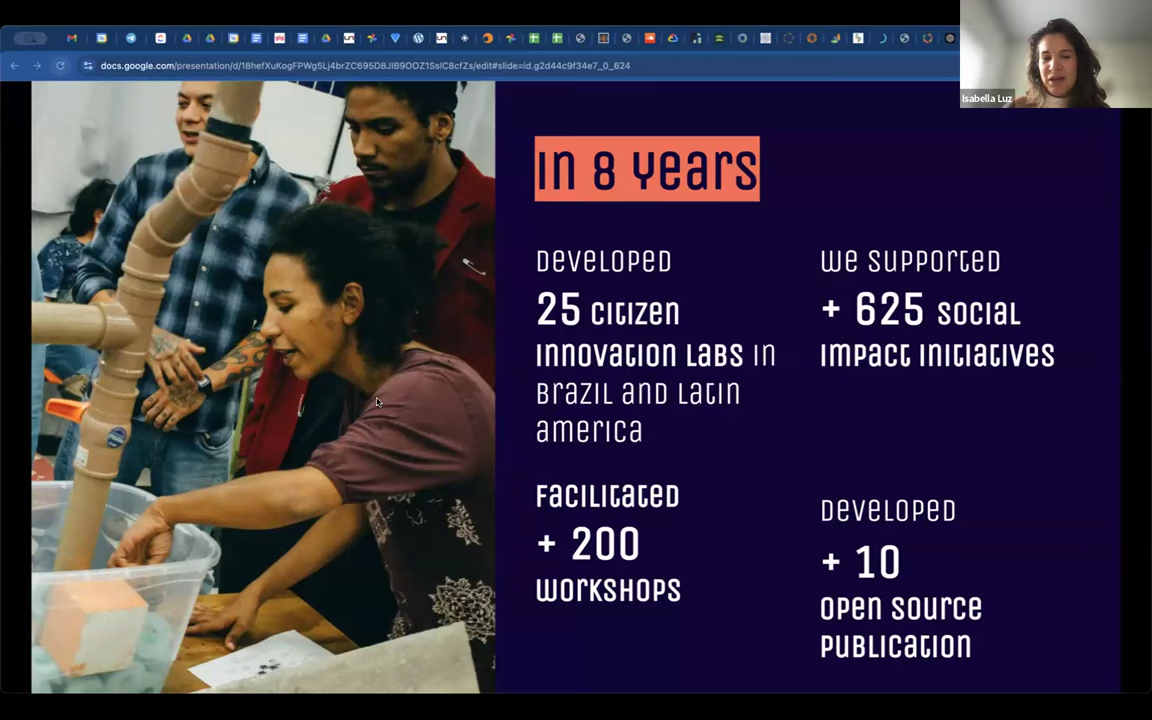 docs.google.com/presentation/d/18hefXuKogFPWg5Lj4brZC695D8JIB9OOZ1SsIC8cfZs/edit#slide=id.g2d44c9f34e7_0_624
Isabella Luz
In 8 years
Developed
25 citizen
innovation labs in
Brazil and Latin
America
Facilitated
+ 200
workshops
We supported
+ 625 social
impact initiatives
Developed
+ 10
open source
publication